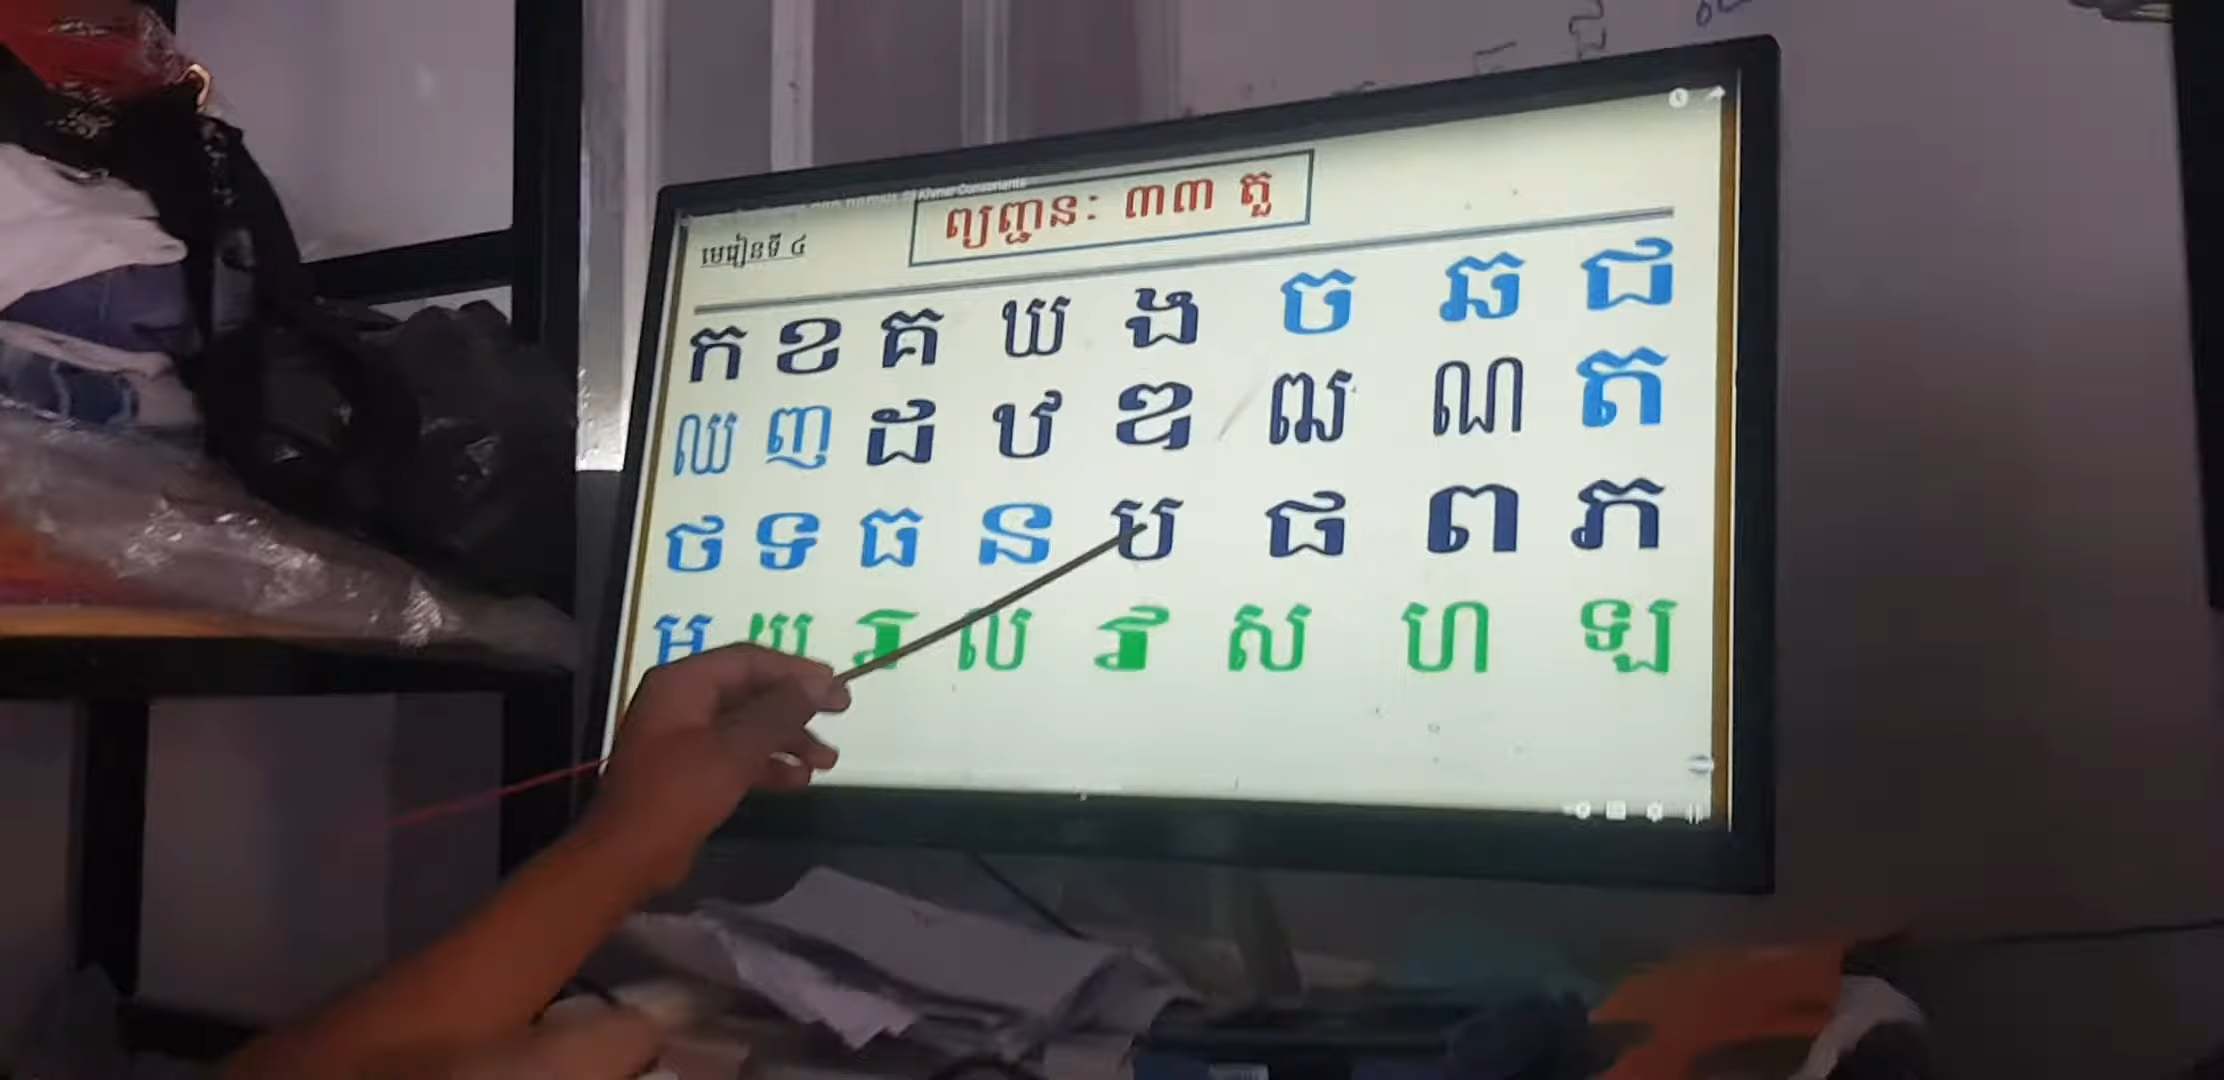 Khmer Consonants
ព្យញ្ជនៈ ៣៣ តួ
មេរៀនទី ៤
ក ខ គ ឃ ង ច ឆ ជ
ឈ ញ ដ ឋ ឌ ឍ ណ ត
ថ ទ ធ ន ប ផ ព ភ
ម យ រ ល វ ស ហ ឡ